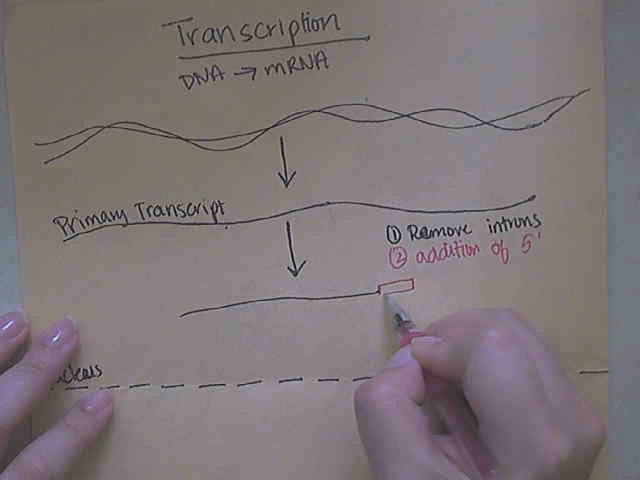 Transcription
DNA → mRNA
Primary Transcript
① Remove introns
② addition of 5'